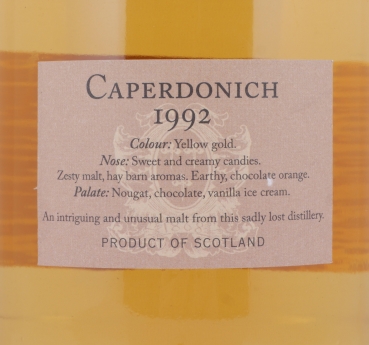 CAPERDONICH
1992
Colour: Yellow gold.
Nose: Sweet and creamy candies.
Zesty malt, hay barn aromas. Earthy, chocolate orange.
Palate: Nougat, chocolate, vanilla ice cream.
An intriguing and unusual malt from this sadly lost distillery.
PRODUCT OF SCOTLAND